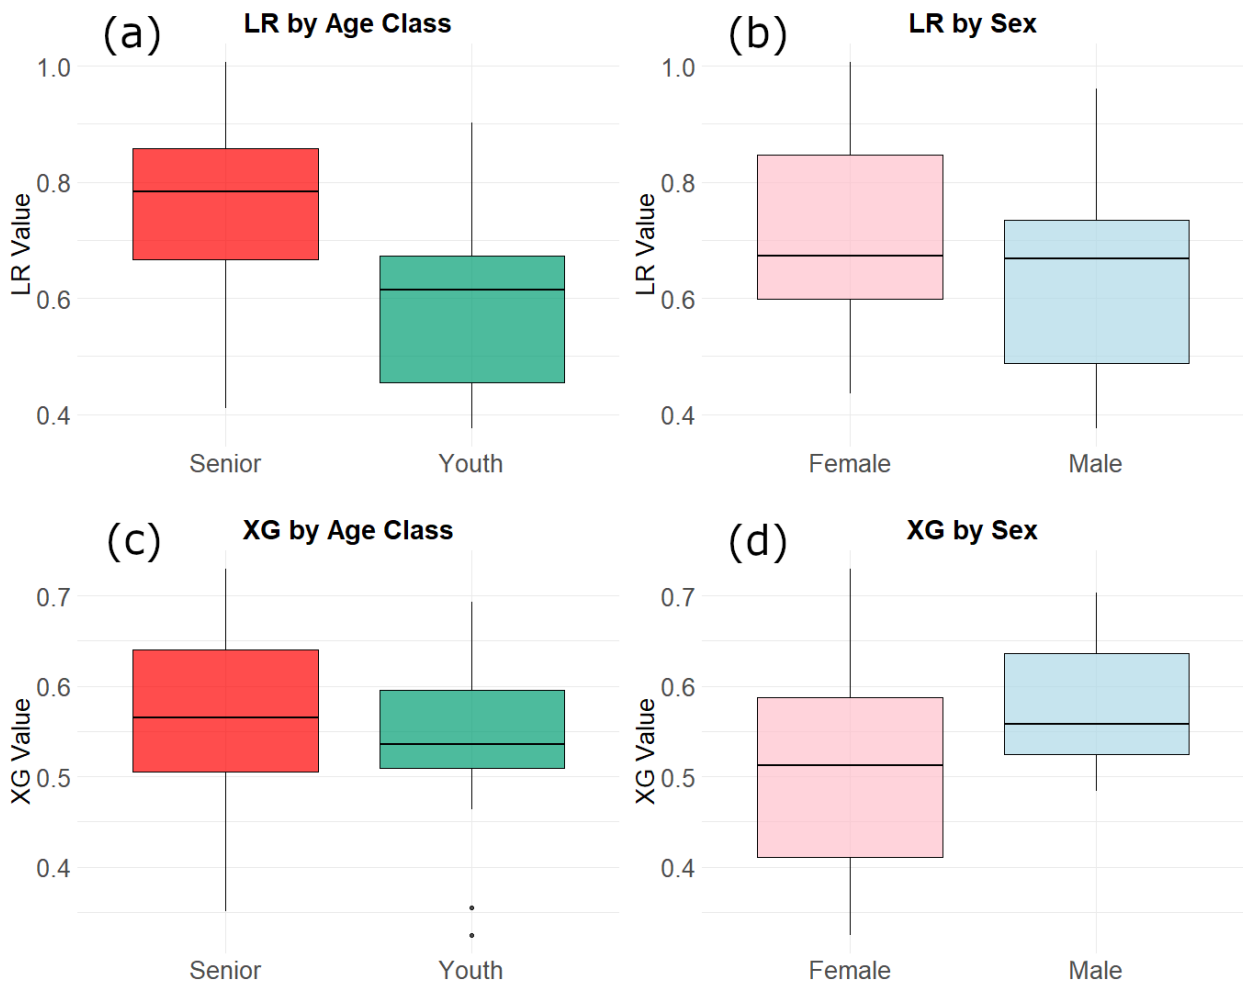 (a)
LR by Age Class
1.0
0.8
0.6
0.4
LR Value
Senior
Youth
(b)
LR by Sex
1.0
0.8
0.6
0.4
LR Value
Female
Male
(c)
XG by Age Class
0.7
0.6
0.5
0.4
XG Value
Senior
Youth
(d)
XG by Sex
0.7
0.6
0.5
0.4
XG Value
Female
Male